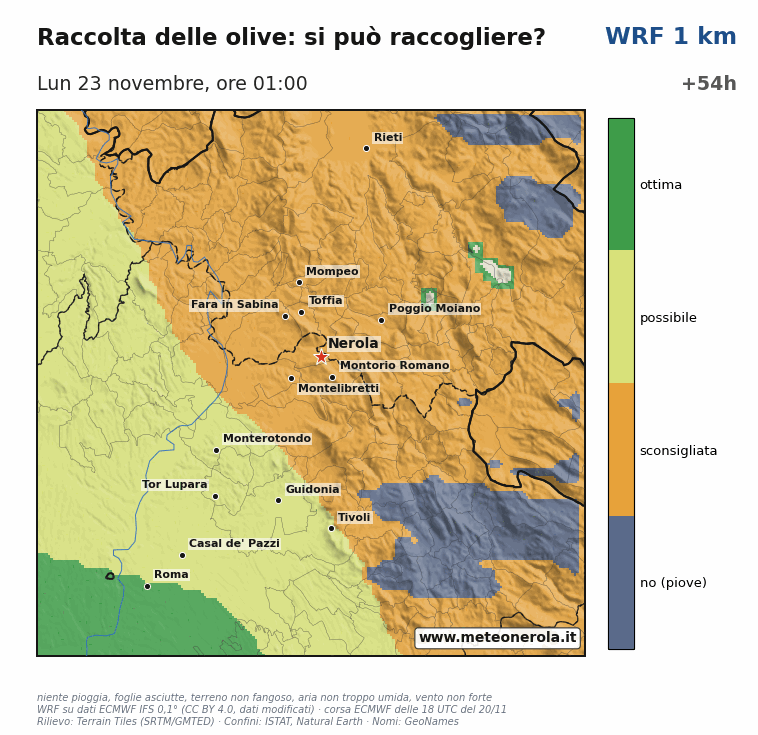 Raccolta delle olive: si può raccogliere?
WRF 1 km
Lun 23 novembre, ore 01:00
+54h
Rieti
Mompeo
Fara in Sabina
Toffia
Poggio Moiano
Nerola
Montorio Romano
Montelibretti
Monterotondo
Tor Lupara
Guidonia
Tivoli
Casal de' Pazzi
Roma
www.meteonerola.it
ottima
possibile
sconsigliata
no (piove)
niente pioggia, foglie asciutte, terreno non fangoso, aria non troppo umida, vento non forte
WRF su dati ECMWF IFS 0,1° (CC BY 4.0, dati modificati) · corsa ECMWF delle 18 UTC del 20/11
Rilievo: Terrain Tiles (SRTM/GMTED) · Confini: ISTAT, Natural Earth · Nomi: GeoNames